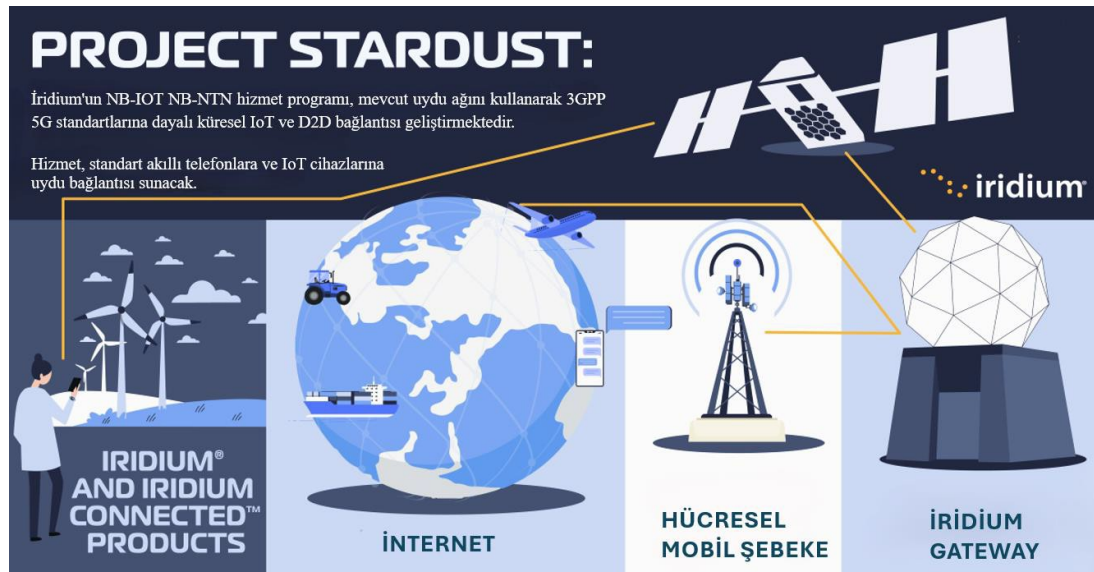 PROJECT STARDUST:
İridium'un NB-IOT NB-NTN hizmet programı, mevcut uydu ağını kullanarak 3GPP
5G standartlarına dayalı küresel IoT ve D2D bağlantısı geliştirmektedir.
Hizmet, standart akıllı telefonlara ve IoT cihazlarına
uydu bağlantısı sunacak.
iridium®
IRIDIUM®
AND IRIDIUM
CONNECTED™
PRODUCTS
İNTERNET
HÜCRESEL
MOBİL ŞEBEKE
İRİDİUM
GATEWAY